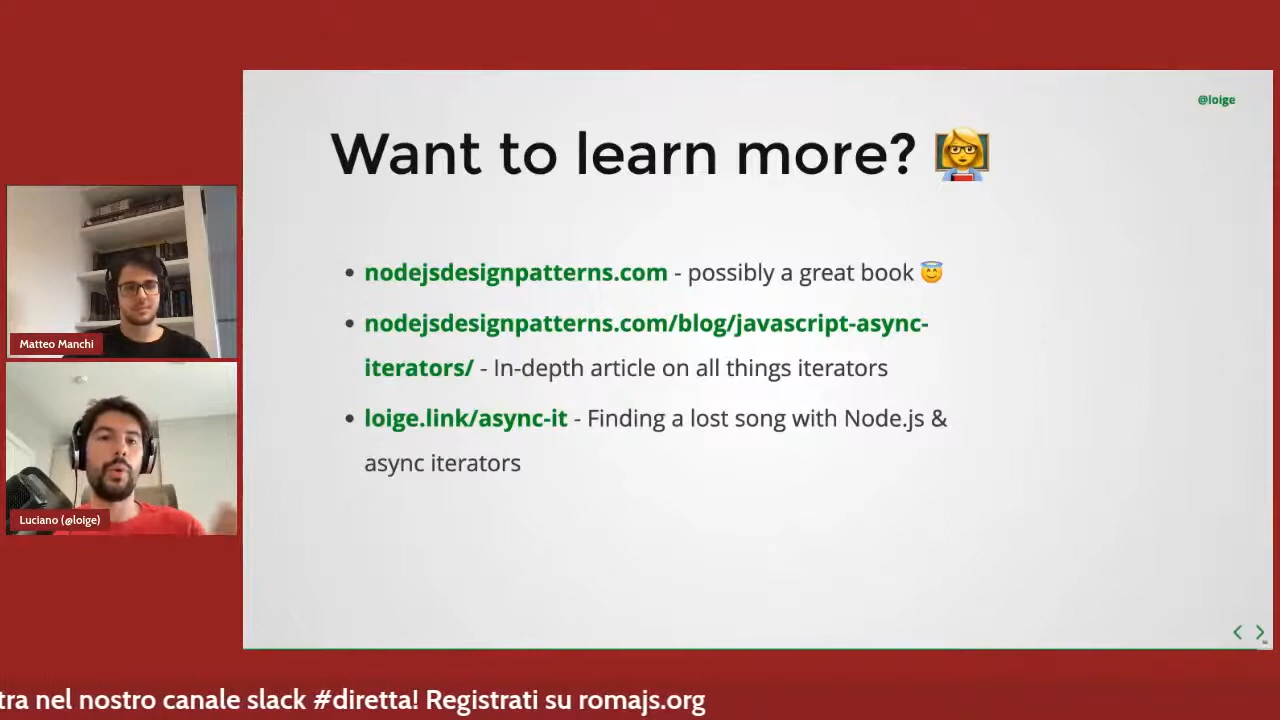 @loige
Want to learn more? 👩‍🏫
• nodejsdesignpatterns.com - possibly a great book 😇
• nodejsdesignpatterns.com/blog/javascript-async-
iterators/ - In-depth article on all things iterators
• loige.link/async-it - Finding a lost song with Node.js &
async iterators
Matteo Manchi
Luciano (@loige)
tra nel nostro canale slack #diretta! Registrati su romajs.org